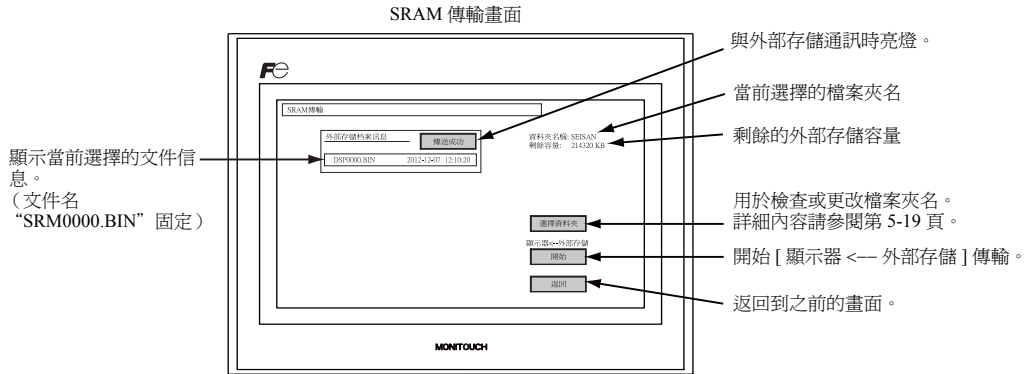 SRAM 傳輸畫面
Fe
SRAM傳輸
外部存儲档案讯息
傳送成功
DSP0000.BIN 2012-12-07 12:10:20
資料夾名稱: SEISAN
剩餘容量: 214320 KB
選擇資料夾
顯示器<--外部存儲
開始
返回
MONITOUCH
與外部存儲通訊時亮燈。
當前選擇的檔案夾名
剩餘的外部存儲容量
顯示當前選擇的文件信
息。
（文件名
“SRM0000.BIN”固定）
用於檢查或更改檔案夾名。
詳細內容請參閱第 5-19 頁。
開始 [ 顯示器 <−− 外部存儲 ] 傳輸。
返回到之前的畫面。